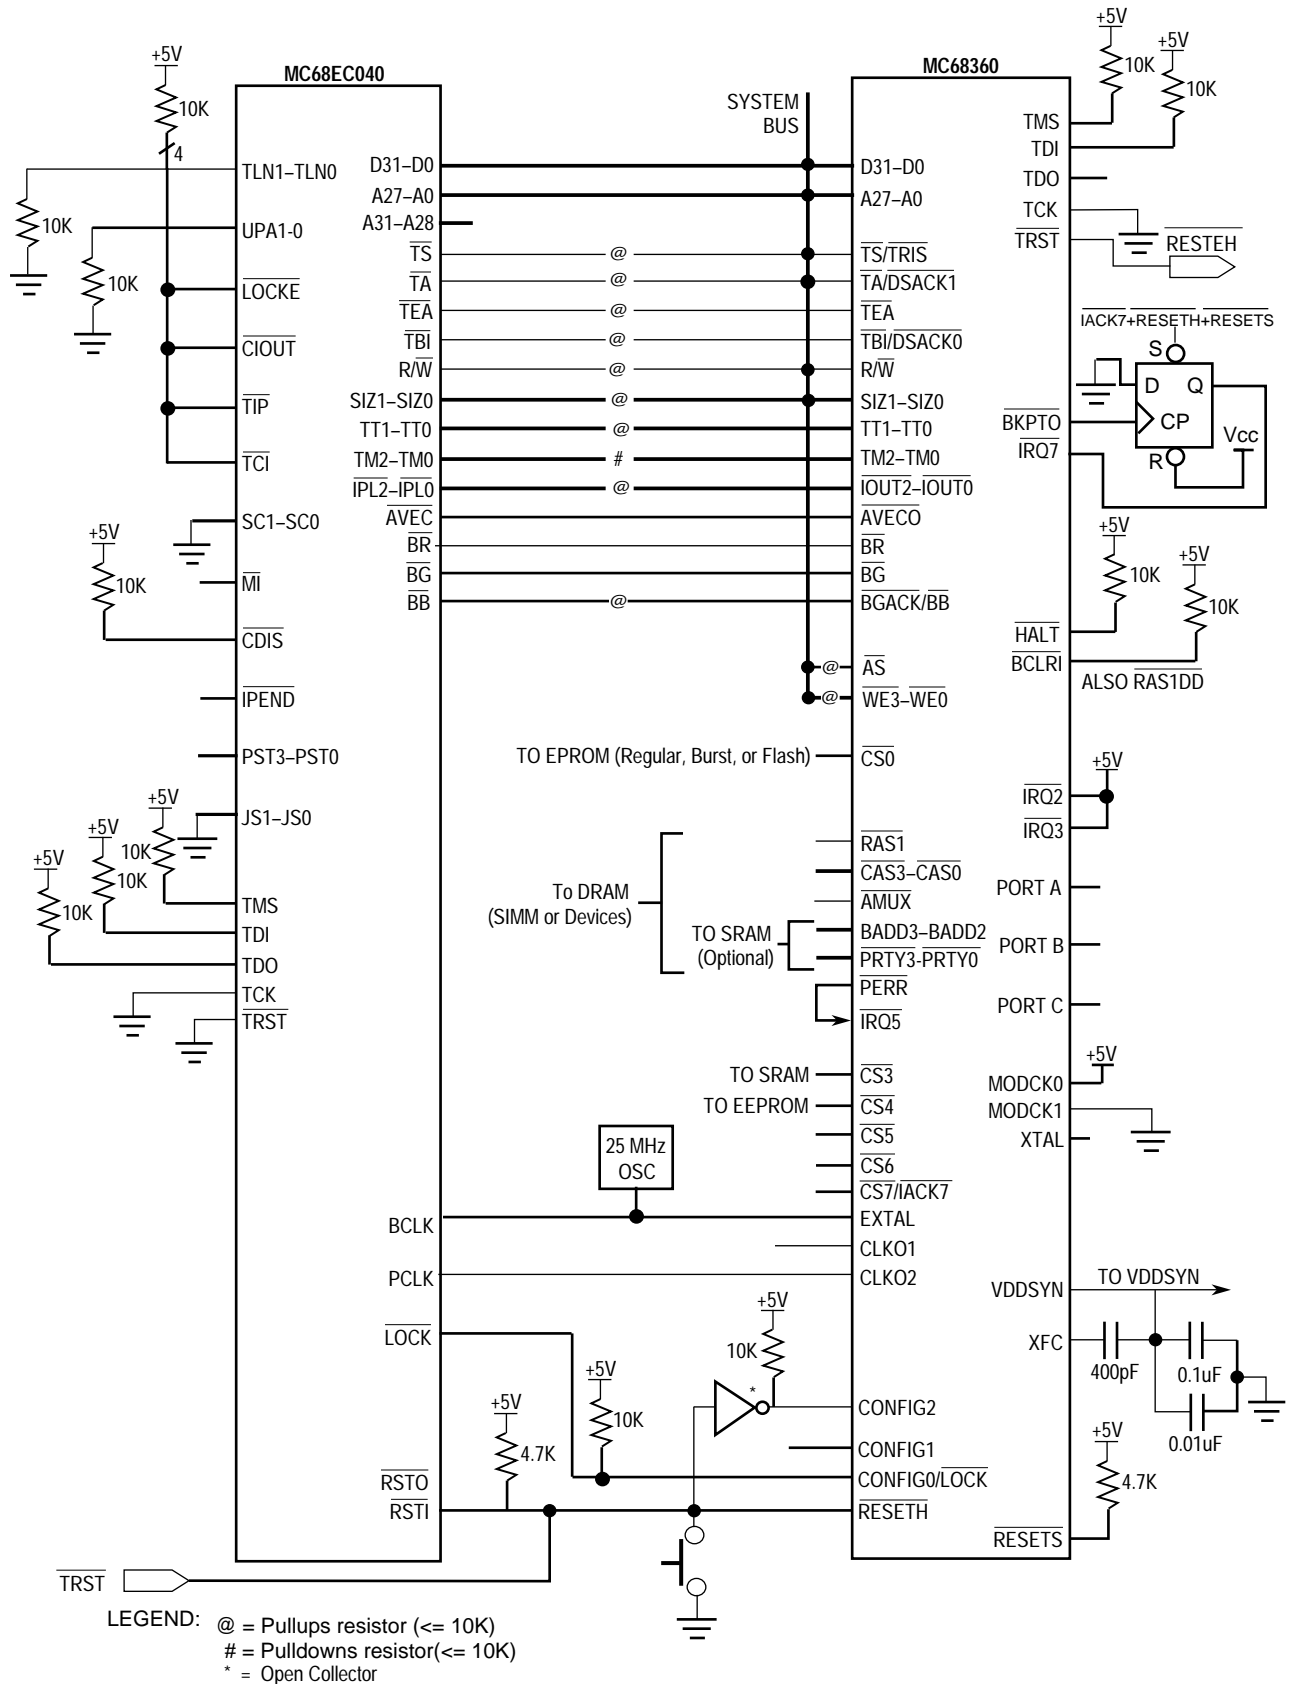 MC68EC040
MC68360
SYSTEM
BUS
+5V
10K
4
TLN1–TLN0
10K
UPA1-0
10K
LOCKE
CIOUT
TIP
TCI
SC1–SC0
+5V
10K
MI
CDIS
IPEND
PST3–PST0
JS1–JS0
+5V
10K
+5V
10K
+5V
10K
TMS
TDI
TDO
TCK
TRST
D31–D0
A27–A0
A31–A28
TS
@
TA
@
TEA
@
TBI
@
R/W
@
SIZ1–SIZ0
@
TT1–TT0
@
TM2–TM0
#
IPL2–IPL0
@
AVEC
BR
BG
BB
@
BCLK
PCLK
LOCK
RSTO
RSTI
D31–D0
A27–A0
TS/TRIS
TA/DSACK1
TEA
TBI/DSACK0
R/W
SIZ1–SIZ0
TT1–TT0
TM2–TM0
IOUT2–IOUT0
AVECO
BR
BG
BGACK/BB
@
AS
@
WE3–WE0
TO EPROM (Regular, Burst, or Flash)
CS0
To DRAM
(SIMM or Devices)
RAS1
CAS3–CAS0
AMUX
TO SRAM
(Optional)
BADD3–BADD2
PRTY3-PRTY0
PERR
IRQ5
TO SRAM
CS3
TO EEPROM
CS4
CS5
CS6
CS7/IACK7
25 MHz
OSC
EXTAL
CLKO1
CLKO2
+5V
10K
*
CONFIG2
CONFIG1
+5V
10K
CONFIG0/LOCK
+5V
4.7K
RESETH
+5V
10K
+5V
10K
TMS
TDI
TDO
TCK
TRST
RESTEH
IACK7+RESETH+RESETS
S
D
Q
CP
R
Vcc
BKPTO
IRQ7
+5V
10K
+5V
10K
HALT
BCLRI
ALSO RAS1DD
+5V
IRQ2
IRQ3
PORT A
PORT B
PORT C
+5V
MODCK0
MODCK1
XTAL
VDDSYN
TO VDDSYN
XFC
400pF
0.1uF
0.01uF
+5V
4.7K
RESETS
TRST
LEGEND:
@ = Pullups resistor (<= 10K)
# = Pulldowns resistor(<= 10K)
* = Open Collector